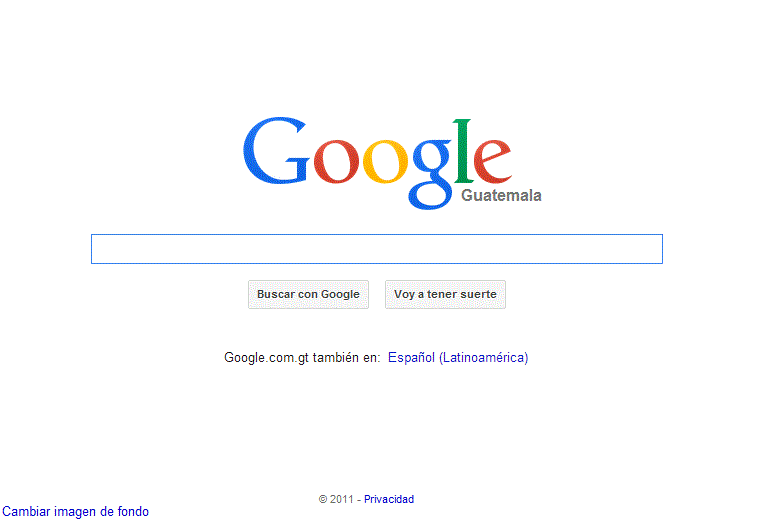 Google
Guatemala
Buscar con Google Voy a tener suerte
Google.com.gt también en: Español (Latinoamérica)
© 2011 - Privacidad
Cambiar imagen de fondo